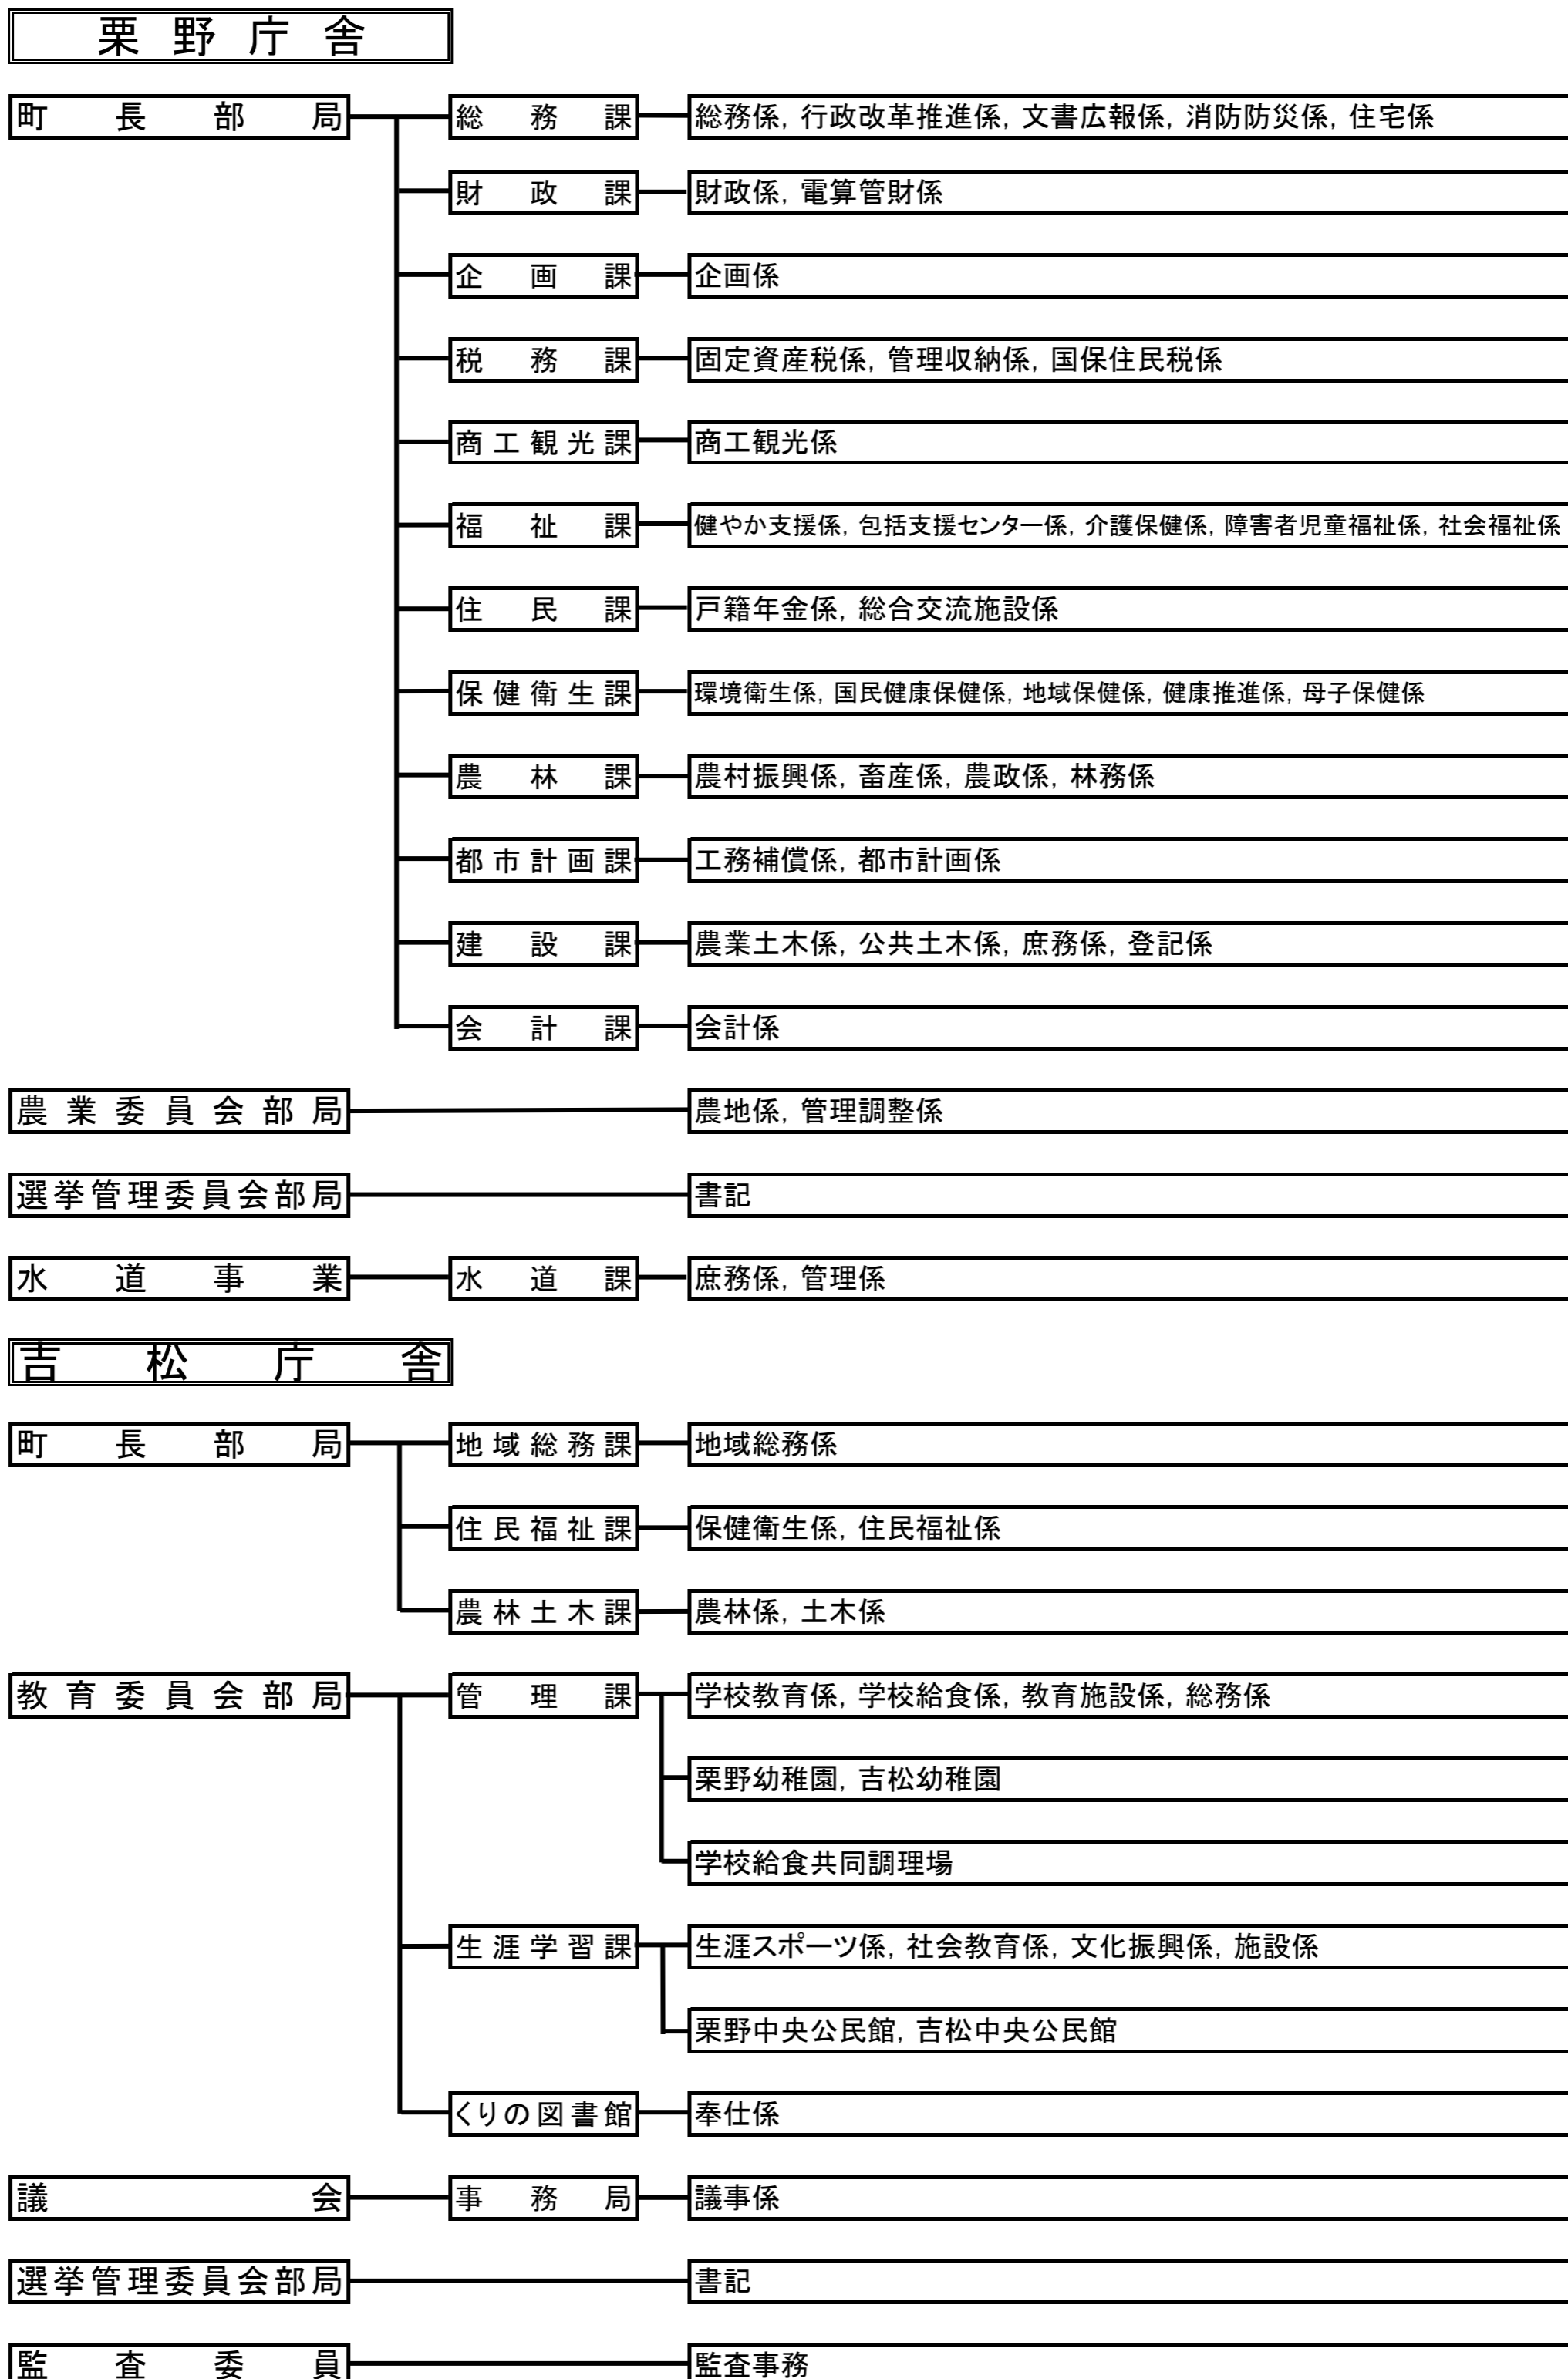 栗野庁舎
町長部局 総務課 総務係, 行政改革推進係, 文書広報係, 消防防災係, 住宅係
財政課 財政係, 電算管財係
企画課 企画係
税務課 固定資産税係, 管理収納係, 国保住民税係
商工観光課 商工観光係
福祉課 健やか支援係, 包括支援センター係, 介護保健係, 障害者児童福祉係, 社会福祉係
住民課 戸籍年金係, 総合交流施設係
保健衛生課 環境衛生係, 国民健康保健係, 地域保健係, 健康推進係, 母子保健係
農林課 農村振興係, 畜産係, 農政係, 林務係
都市計画課 工務補償係, 都市計画係
建設課 農業土木係, 公共土木係, 庶務係, 登記係
会計課 会計係
農業委員会部局 農地係, 管理調整係
選挙管理委員会部局 書記
水道事業 水道課 庶務係, 管理係
吉松庁舎
町長部局 地域総務課 地域総務係
住民福祉課 保健衛生係, 住民福祉係
農林土木課 農林係, 土木係
教育委員会部局 管理課 学校教育係, 学校給食係, 教育施設係, 総務係
栗野幼稚園, 吉松幼稚園
学校給食共同調理場
生涯学習課 生涯スポーツ係, 社会教育係, 文化振興係, 施設係
栗野中央公民館, 吉松中央公民館
くりの図書館 奉仕係
議会 事務局 議事係
選挙管理委員会部局 書記
監査委員 監査事務